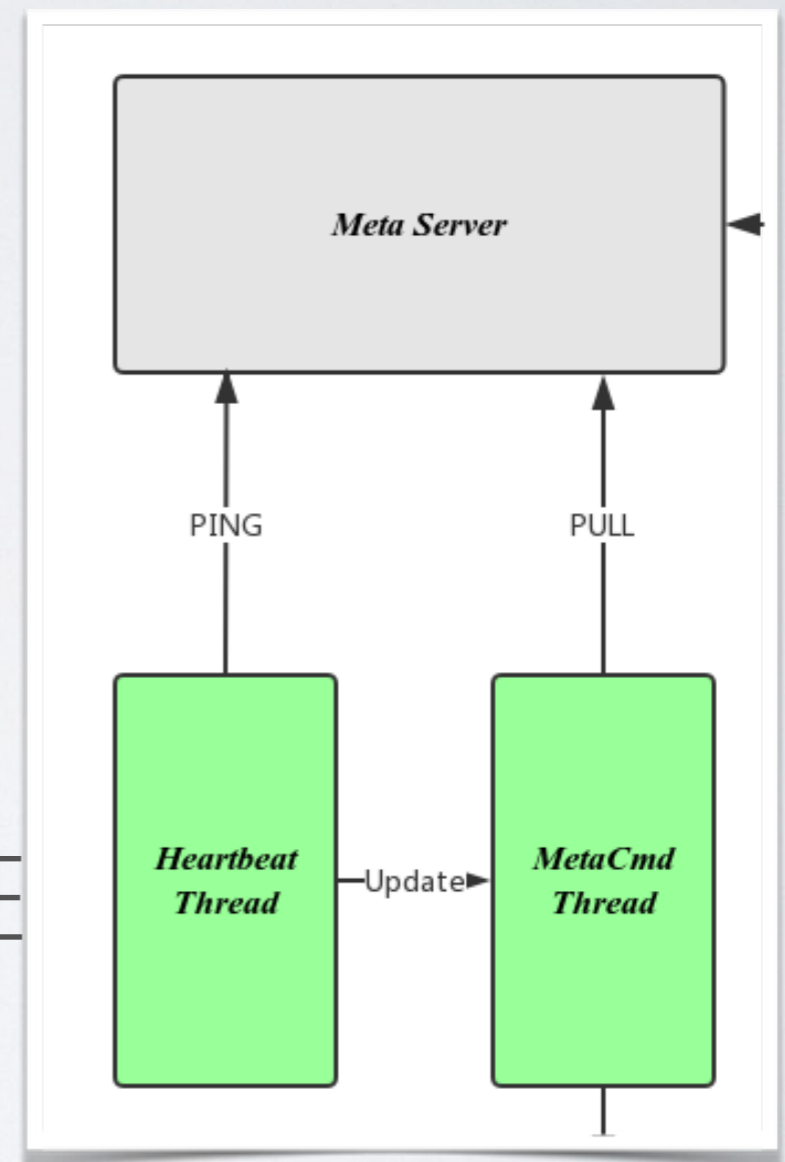 Meta Server
PING
PULL
Heartbeat
Thread
Update
MetaCmd
Thread